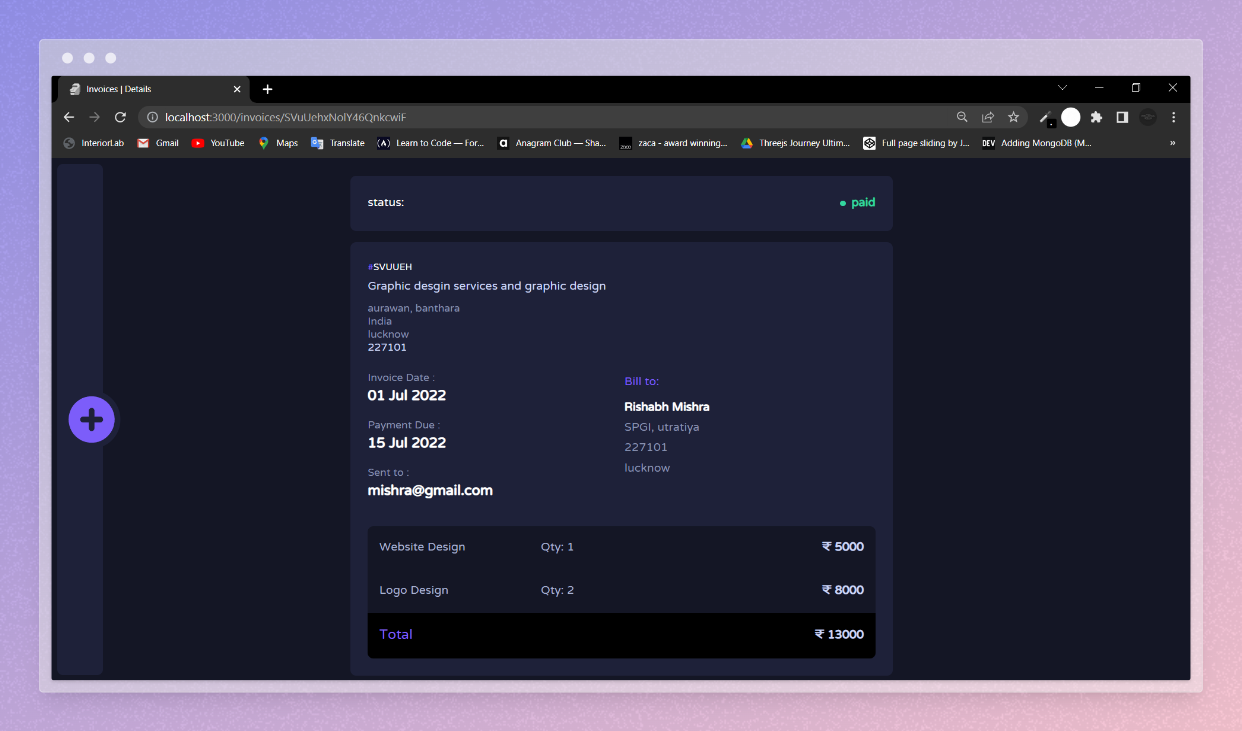 Invoices | Details
localhost:3000/invoices/SVuUehxNolY46QnkcwiF
InteriorLab Gmail YouTube Maps Translate Learn to Code — For... Anagram Club — Sha... zaca - award winning... Threejs Journey Ultim... Full page sliding by J... DEV Adding MongoDB (M... »
status: paid
#SVUUEH
Graphic desgin services and graphic design
aurawan, banthara
India
lucknow
227101
Invoice Date :
01 Jul 2022
Payment Due :
15 Jul 2022
Sent to :
mishra@gmail.com
Bill to:
Rishabh Mishra
SPGI, utratiya
227101
lucknow
Website Design Qty: 1 ₹ 5000
Logo Design Qty: 2 ₹ 8000
Total ₹ 13000